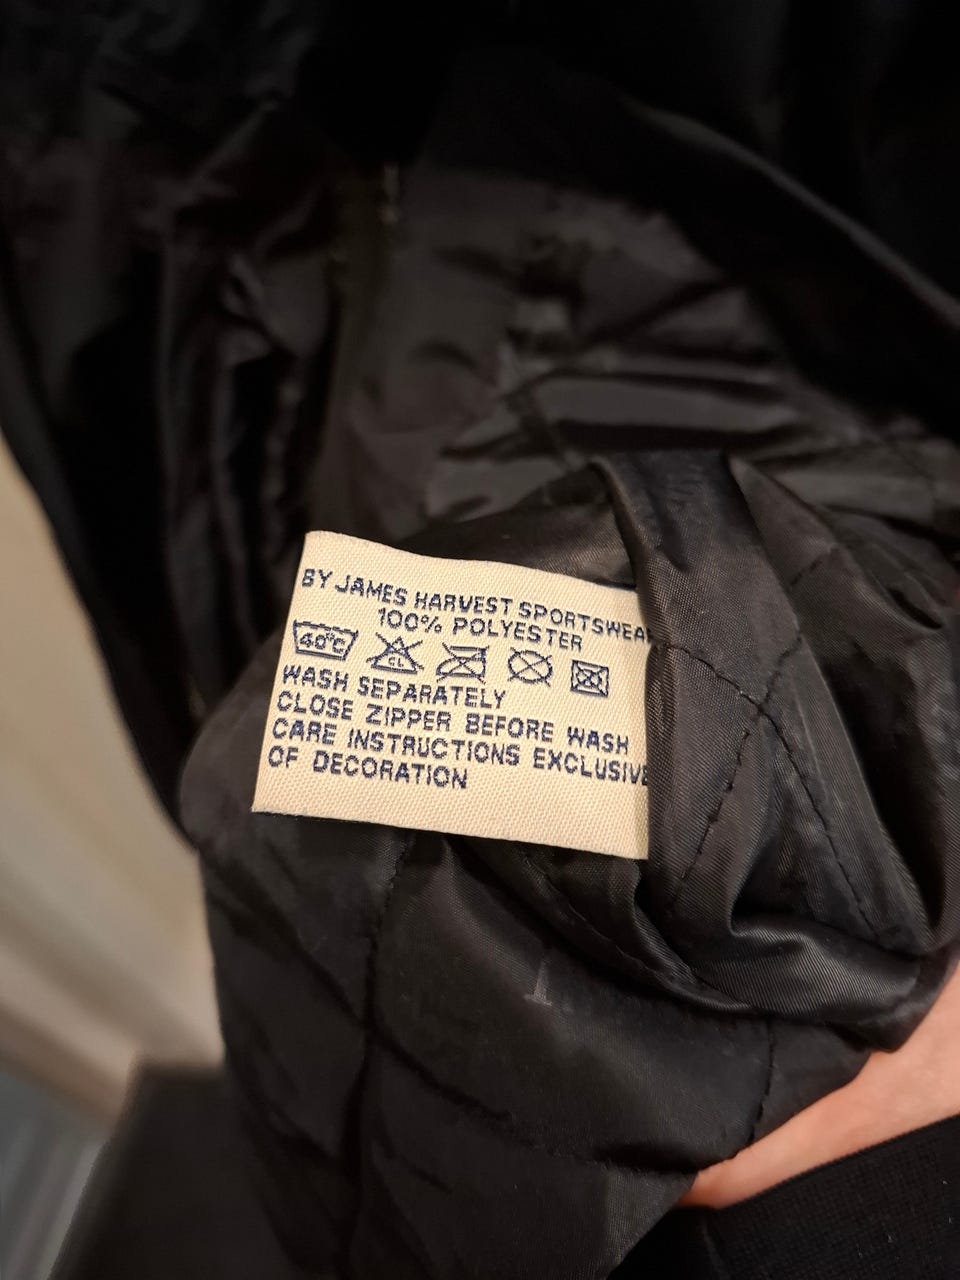 BY JAMES HARVEST SPORTSWEAR
100% POLYESTER
40°C CL
WASH SEPARATELY
CLOSE ZIPPER BEFORE WASH
CARE INSTRUCTIONS EXCLUSIVE
OF DECORATION